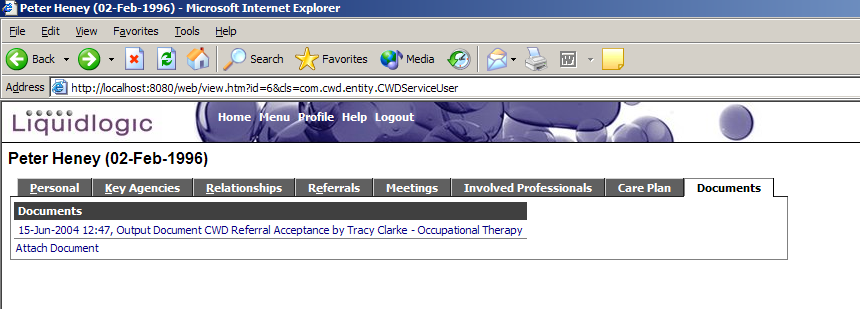 Peter Heney (02-Feb-1996) - Microsoft Internet Explorer
File Edit View Favorites Tools Help
Back Search Favorites Media
Address http://localhost:8080/web/view.htm?id=6&cls=com.cwd.entity.CWDServiceUser
Liquidlogic Home Menu Profile Help Logout
Peter Heney (02-Feb-1996)
Personal Key Agencies Relationships Referrals Meetings Involved Professionals Care Plan Documents
Documents
15-Jun-2004 12:47, Output Document CWD Referral Acceptance by Tracy Clarke - Occupational Therapy
Attach Document